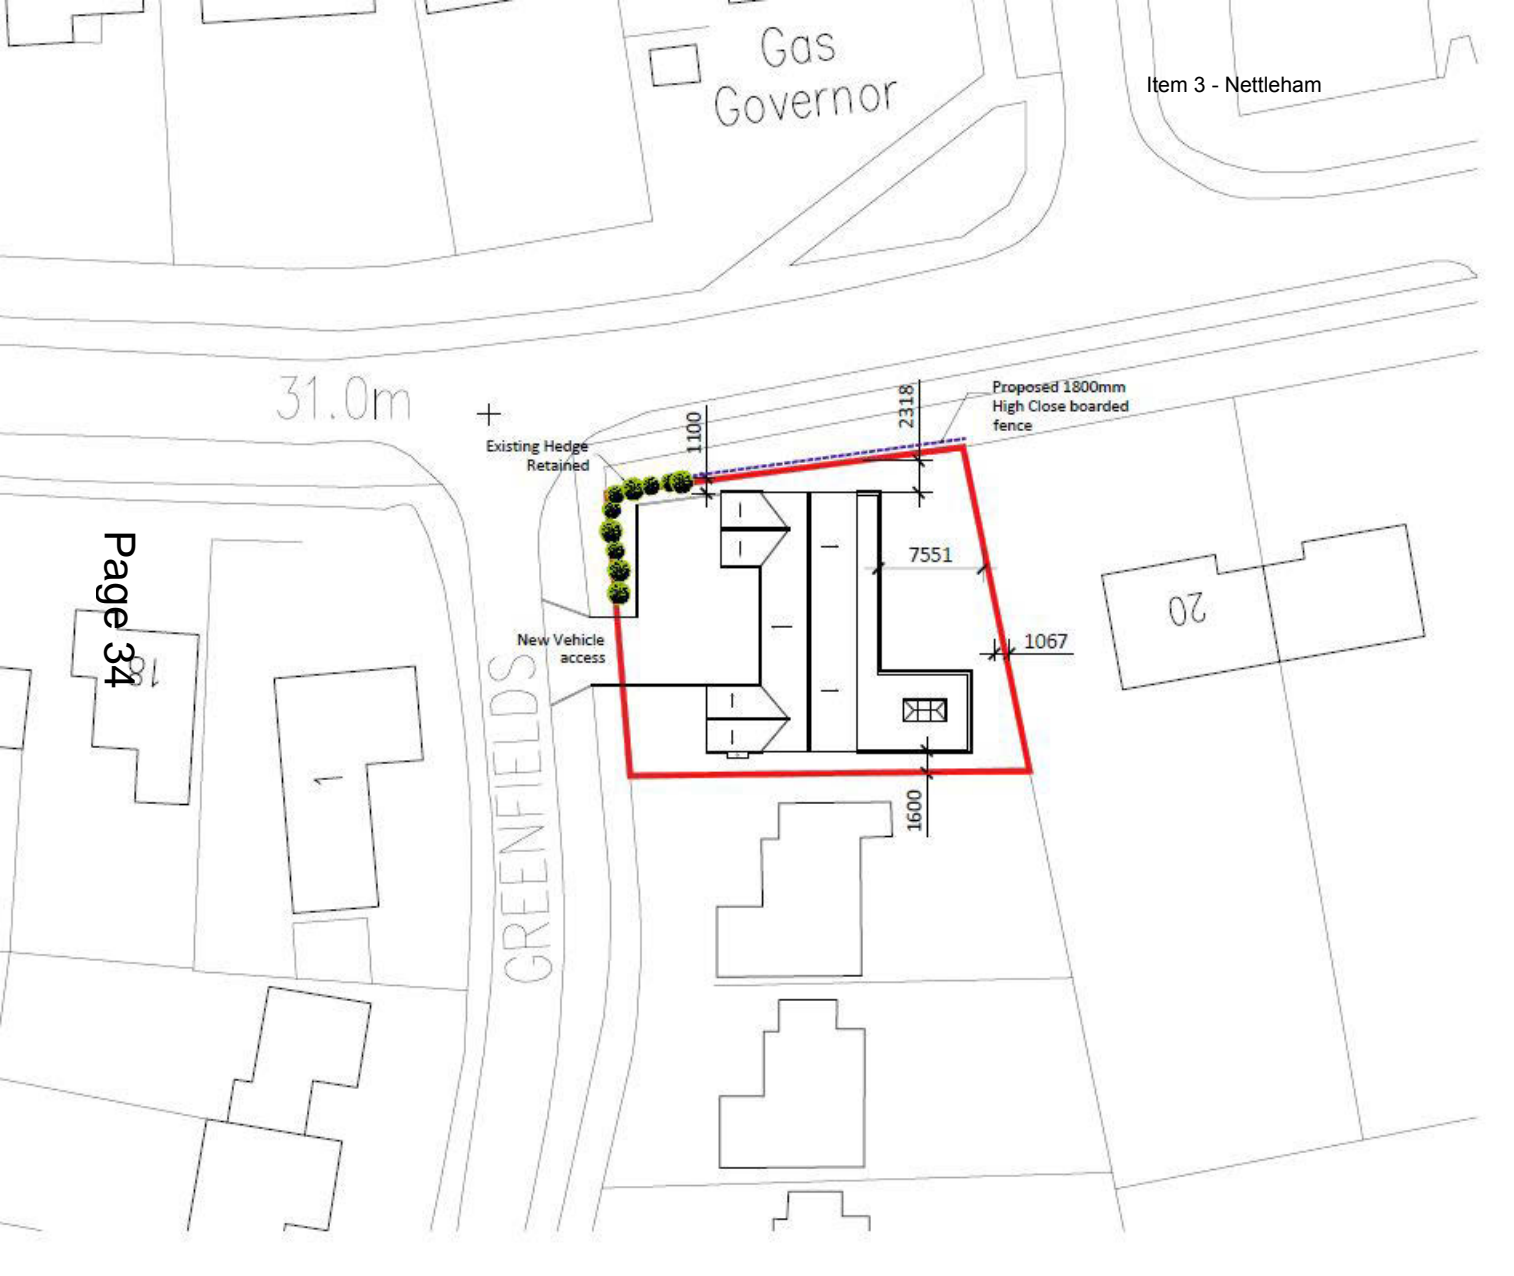 Gas
Governor
Item 3 - Nettleham
31.0m
Existing Hedge
Retained
1100
2318
Proposed 1800mm
High Close boarded
fence
7551
1067
20
New Vehicle
access
Page 34
18
1
GREENFIELDS
1600